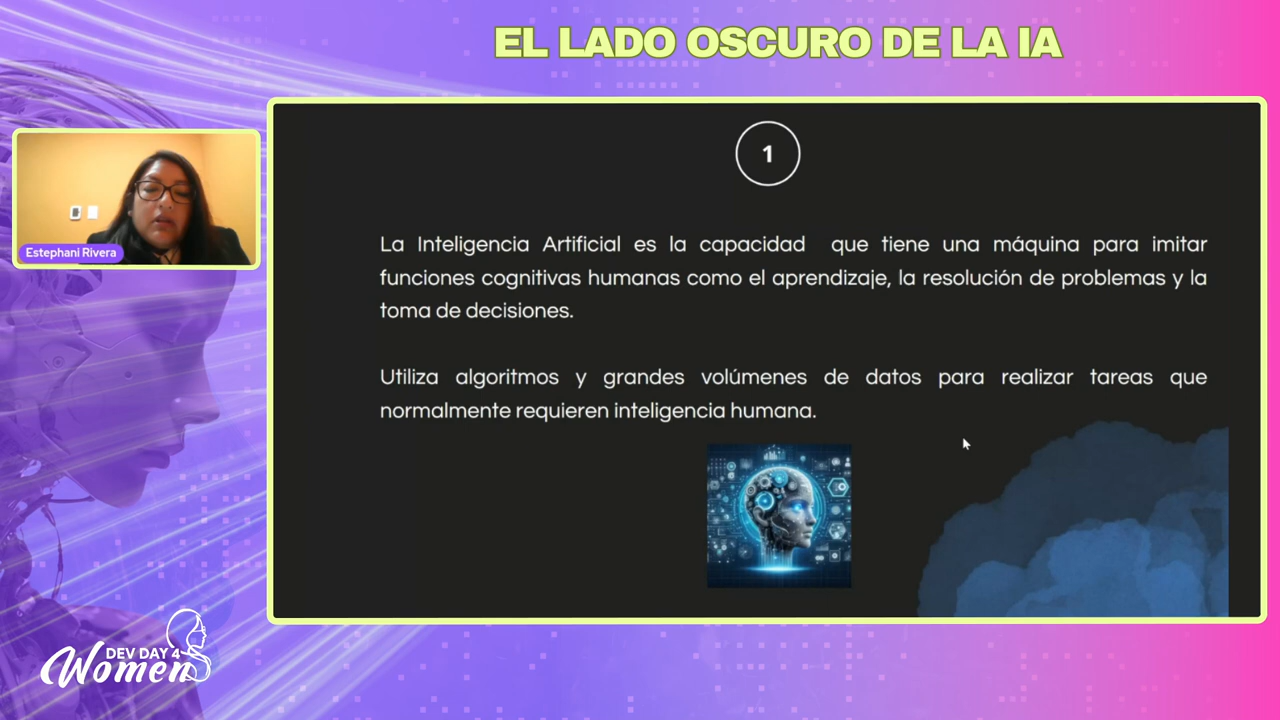 EL LADO OSCURO DE LA IA
1
La Inteligencia Artificial es la capacidad que tiene una máquina para imitar
funciones cognitivas humanas como el aprendizaje, la resolución de problemas y la
toma de decisiones.
Utiliza algoritmos y grandes volúmenes de datos para realizar tareas que
normalmente requieren inteligencia humana.
Estephani Rivera
DEV DAY 4
Women